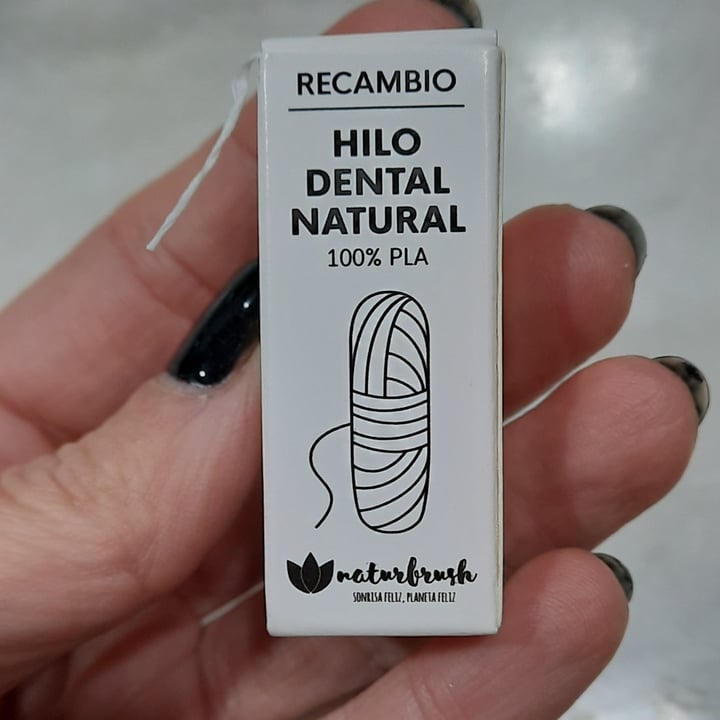 RECAMBIO
HILO
DENTAL
NATURAL
100% PLA
naturbrush
SONRISA FELIZ, PLANETA FELIZ